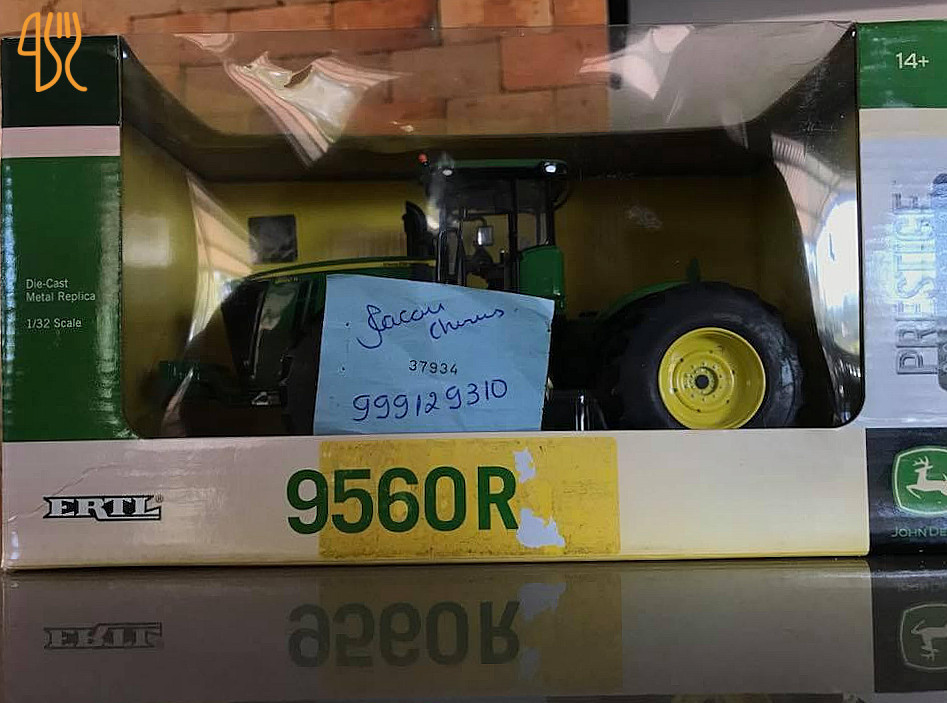 14+
PRESTIGE
Die-Cast
Metal Replica
1/32 Scale
37934
999129310
ERTL®
9560R
JOHN DE